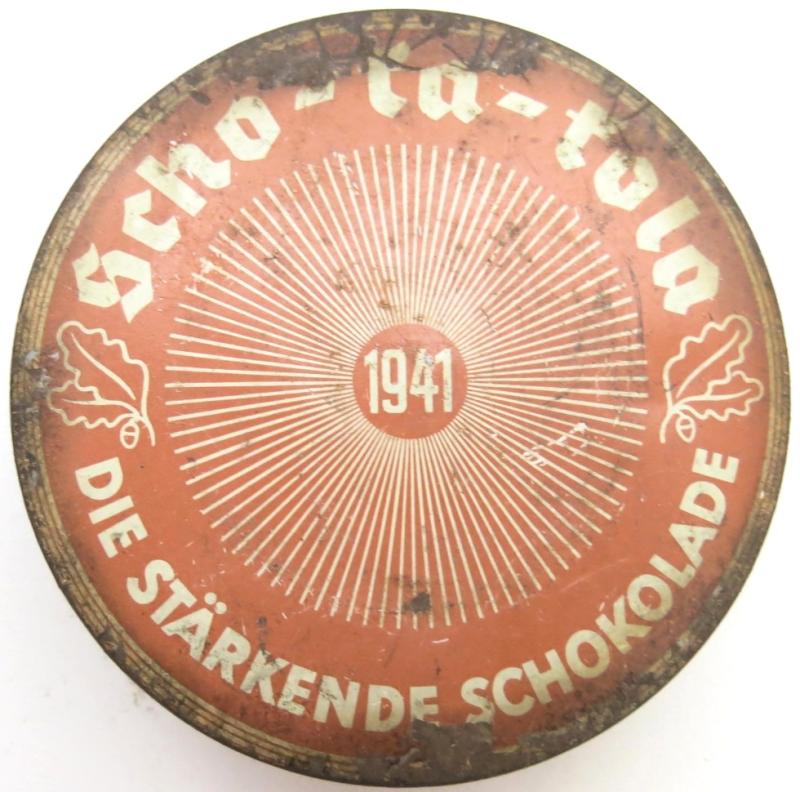 Scho-ka-kola
1941
DIE STÄRKENDE SCHOKOLADE